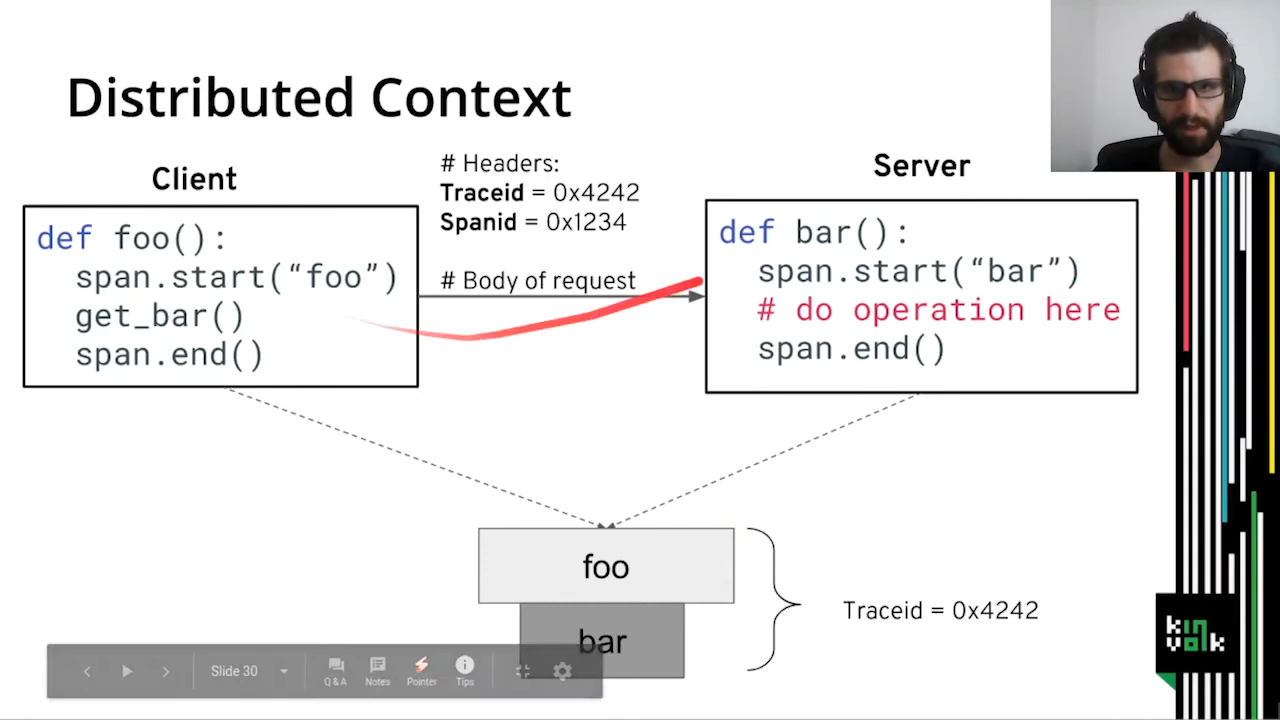 Distributed Context
Client
# Headers:
Traceid = 0x4242
Spanid = 0x1234
# Body of request
Server
def foo():
span.start(“foo”)
get_bar()
span.end()
def bar():
span.start(“bar”)
# do operation here
span.end()
foo
bar
Traceid = 0x4242
Slide 30
Q & A
Notes
Pointer
Tips
kin
volk